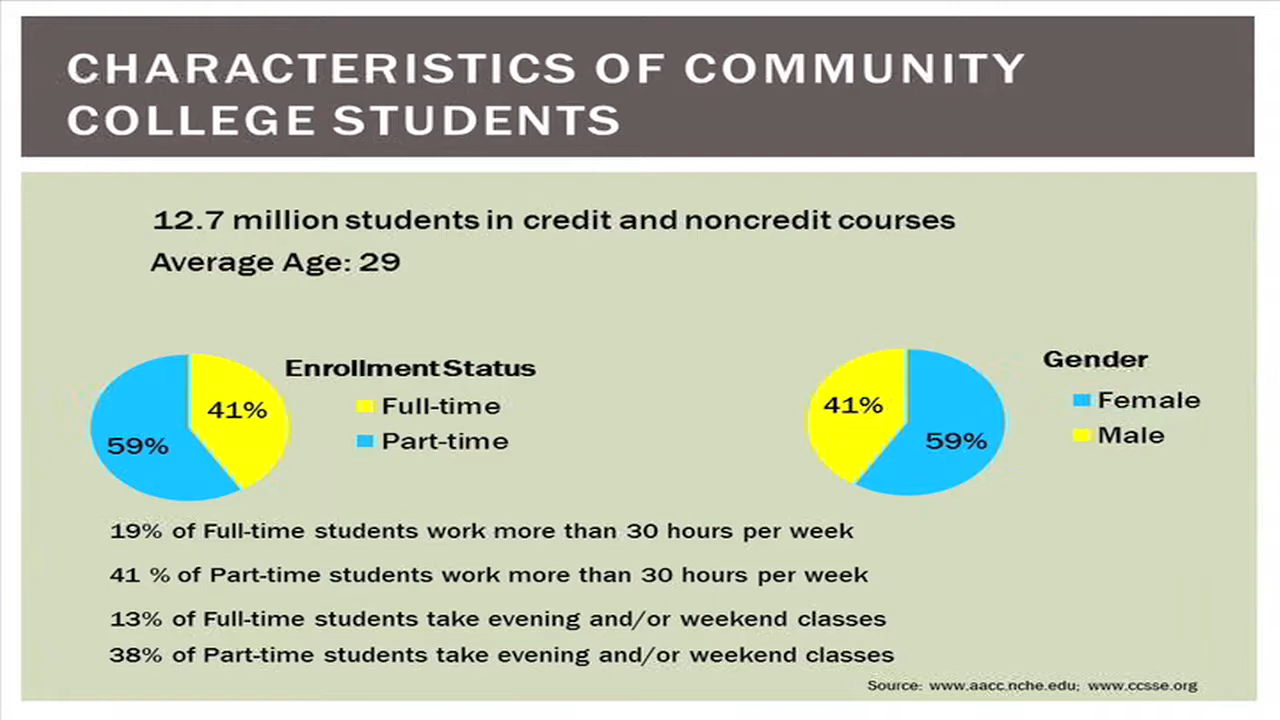 CHARACTERISTICS OF COMMUNITY
COLLEGE STUDENTS
12.7 million students in credit and noncredit courses
Average Age: 29
Enrollment Status
Full-time
Part-time
41%
59%
Gender
Female
Male
41%
59%
19% of Full-time students work more than 30 hours per week
41 % of Part-time students work more than 30 hours per week
13% of Full-time students take evening and/or weekend classes
38% of Part-time students take evening and/or weekend classes
Source: www.aacc.nche.edu; www.ccsse.org